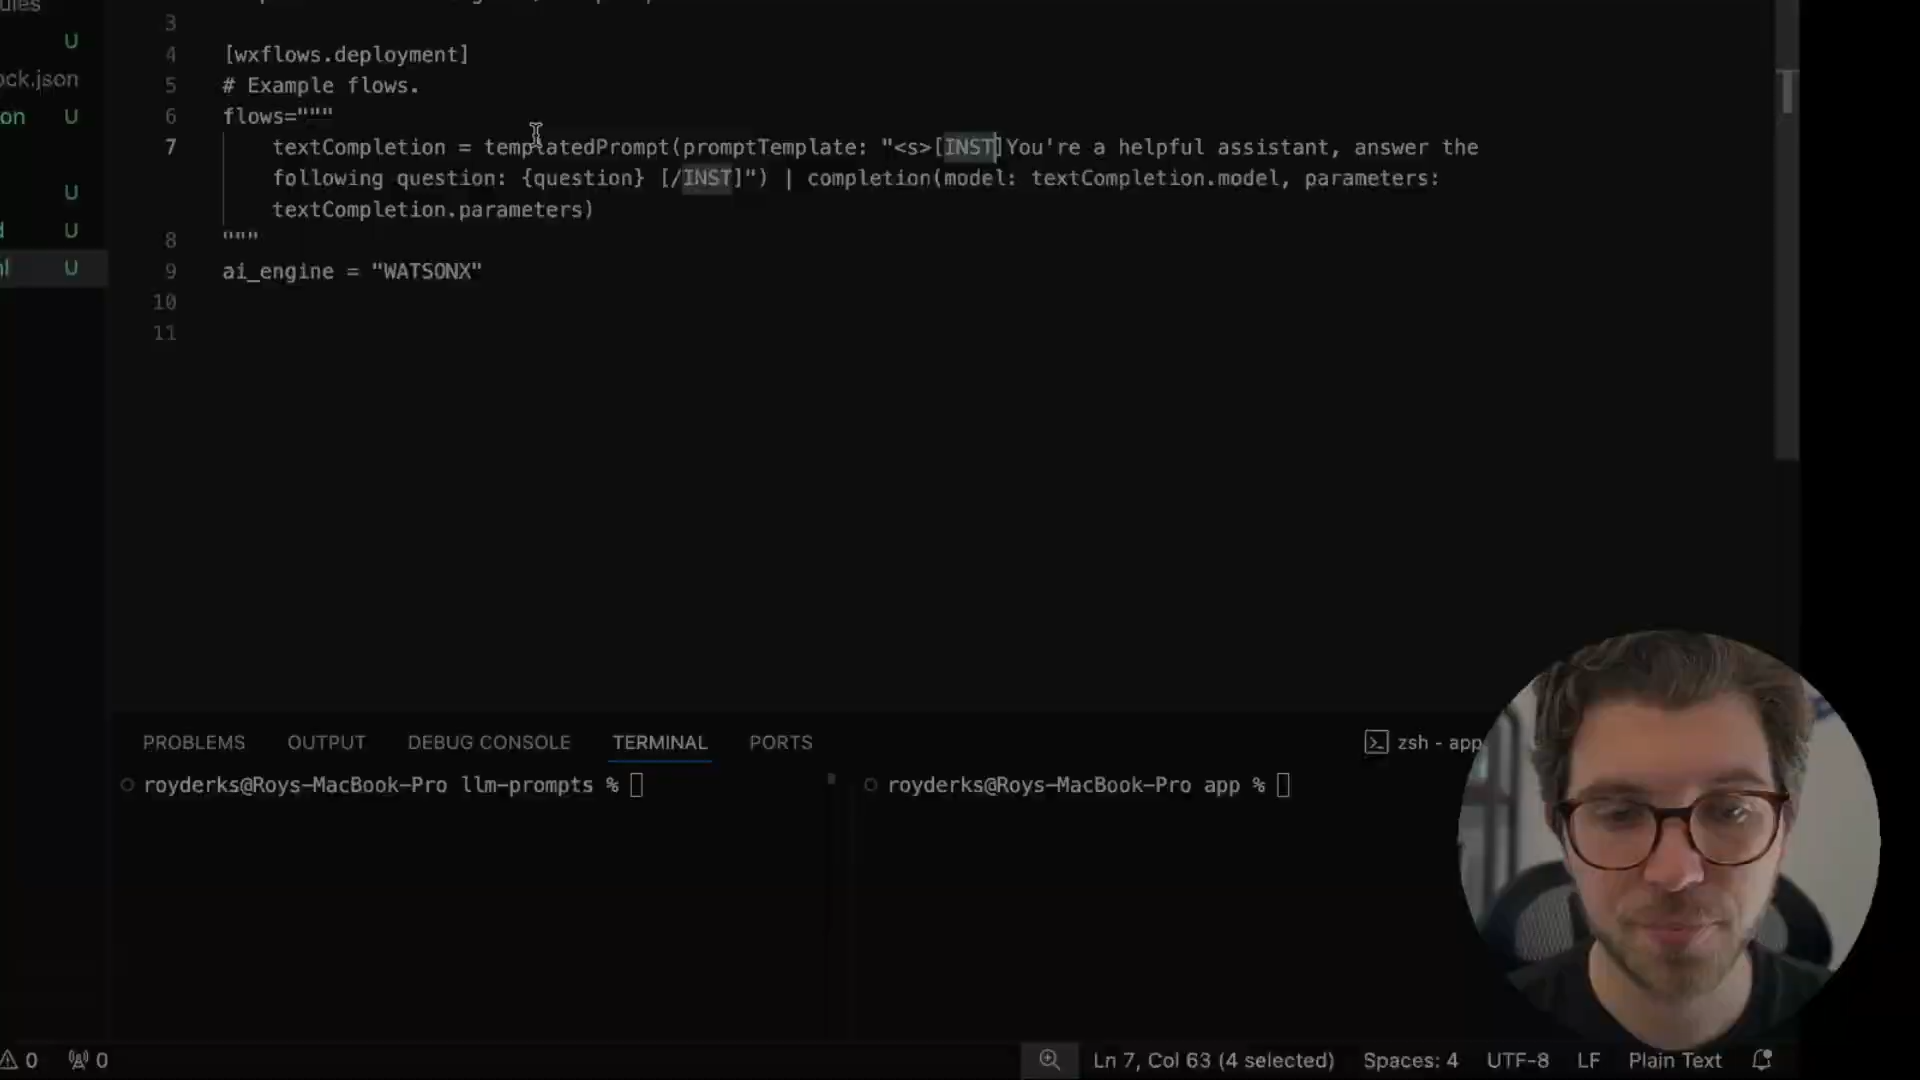 ules
3
4 [wxflows.deployment]
U
5 # Example flows.
ock.json
6 flows="""
on U
7 textCompletion = templatedPrompt(promptTemplate: "<s>[INST]You're a helpful assistant, answer the
following question: {question} [/INST]") | completion(model: textCompletion.model, parameters:
U
textCompletion.parameters)
d U
8 """
l U
9 ai_engine = "WATSONX"
10
11
PROBLEMS OUTPUT DEBUG CONSOLE TERMINAL PORTS zsh - app
royderks@Roys-MacBook-Pro llm-prompts %
royderks@Roys-MacBook-Pro app %
0 0 Ln 7, Col 63 (4 selected) Spaces: 4 UTF-8 LF Plain Text